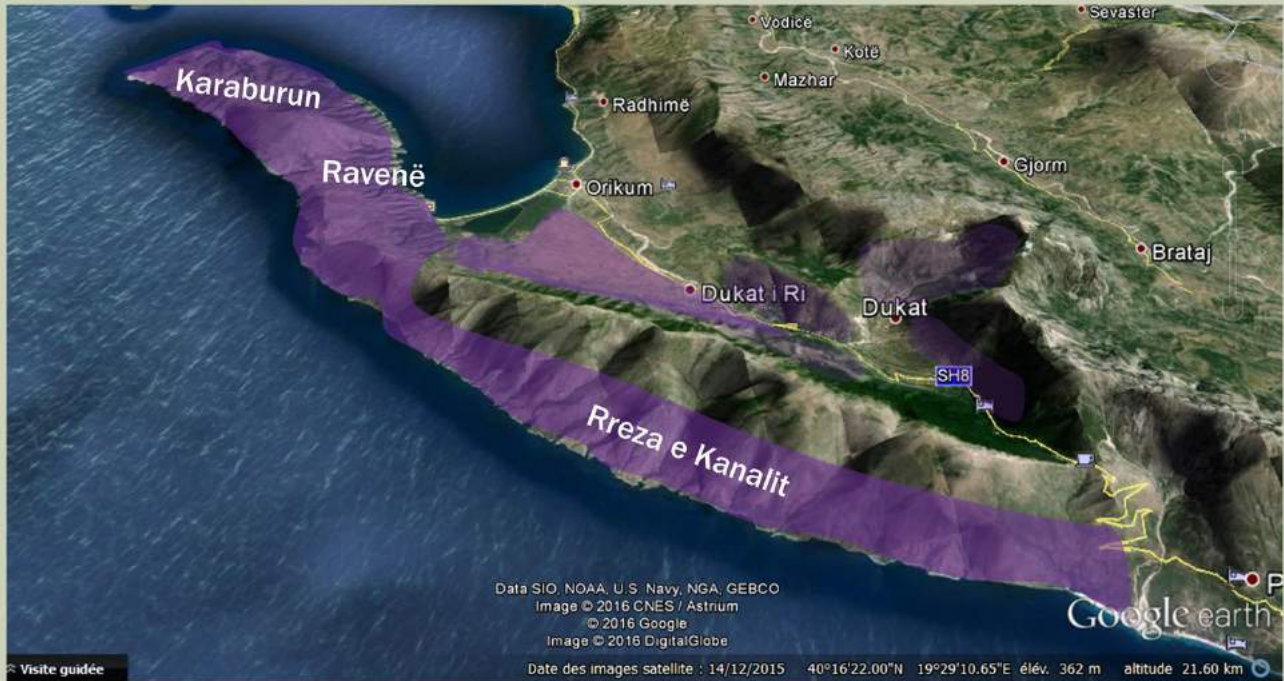 Sevaster
Vodicë
Kotë
Mazhar
Karaburun
Radhimë
Gjorm
Ravenë
Orikum
Brataj
Dukat i Ri
Dukat
SH8
Rreza e Kanalit
P
Data SIO, NOAA, U.S. Navy, NGA, GEBCO
Image © 2016 CNES / Astrium
© 2016 Google
Image © 2016 DigitalGlobe
Google earth
Visite guidée
Date des images satellite : 14/12/2015 40°16'22.00"N 19°29'10.65"E élév. 362 m altitude 21.60 km